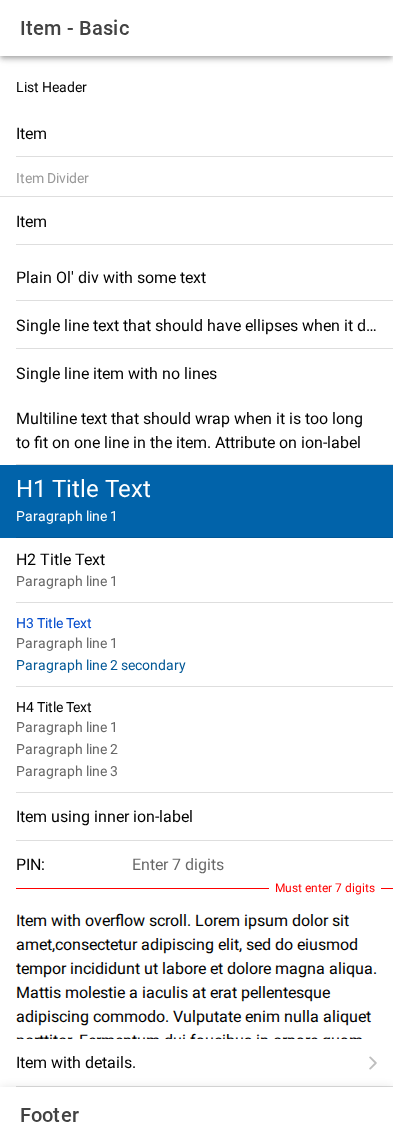 Item - Basic
List Header
Item
Item Divider
Item
Plain Ol' div with some text
Single line text that should have ellipses when it d...
Single line item with no lines
Multiline text that should wrap when it is too long
to fit on one line in the item. Attribute on ion-label
H1 Title Text
Paragraph line 1
H2 Title Text
Paragraph line 1
H3 Title Text
Paragraph line 1
Paragraph line 2 secondary
H4 Title Text
Paragraph line 1
Paragraph line 2
Paragraph line 3
Item using inner ion-label
PIN: Enter 7 digits
Must enter 7 digits
Item with overflow scroll. Lorem ipsum dolor sit
amet,consectetur adipiscing elit, sed do eiusmod
tempor incididunt ut labore et dolore magna aliqua.
Mattis molestie a iaculis at erat pellentesque
adipiscing commodo. Vulputate enim nulla aliquet
porttitor. Fermentum dui faucibus in ornare quam
Item with details.
Footer